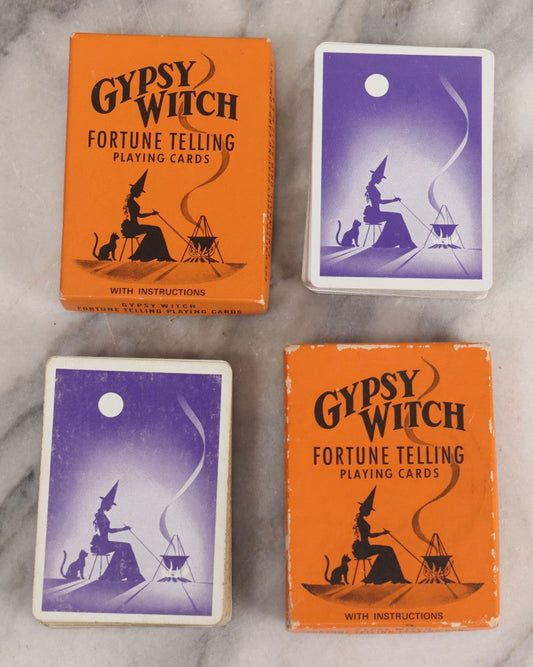 GYPSY
WITCH
FORTUNE TELLING
PLAYING CARDS
WITH INSTRUCTIONS
GYPSY WITCH
FORTUNE TELLING PLAYING CARDS
GYPSY
WITCH
FORTUNE TELLING
PLAYING CARDS
WITH INSTRUCTIONS